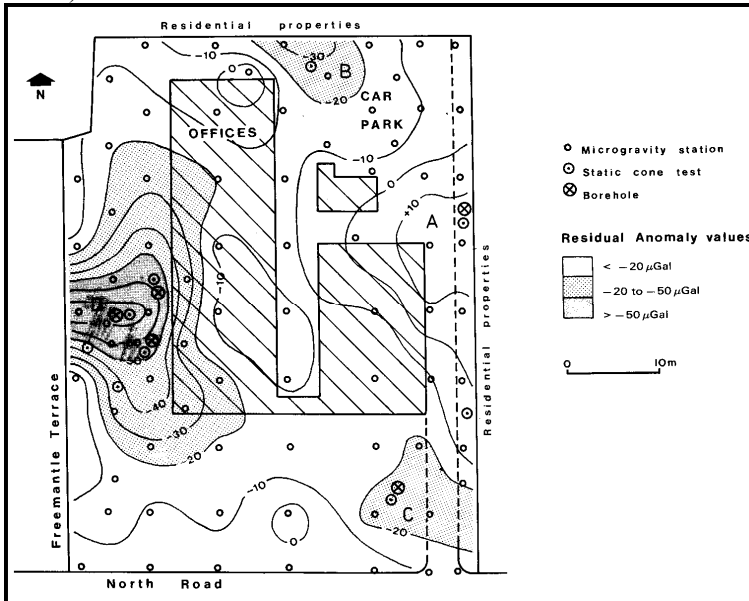 Residential properties
-10
0
-30
B
-20
N
CAR
PARK
OFFICES
-10
0
+10
A
Microgravity station
Static cone test
Borehole
Residual Anomaly values
< -20 μGal
-20 to -50 μGal
> -50 μGal
0 10m
-40
-30
-20
-10
0
C
-20
Freemantle Terrace
Residential properties
North Road